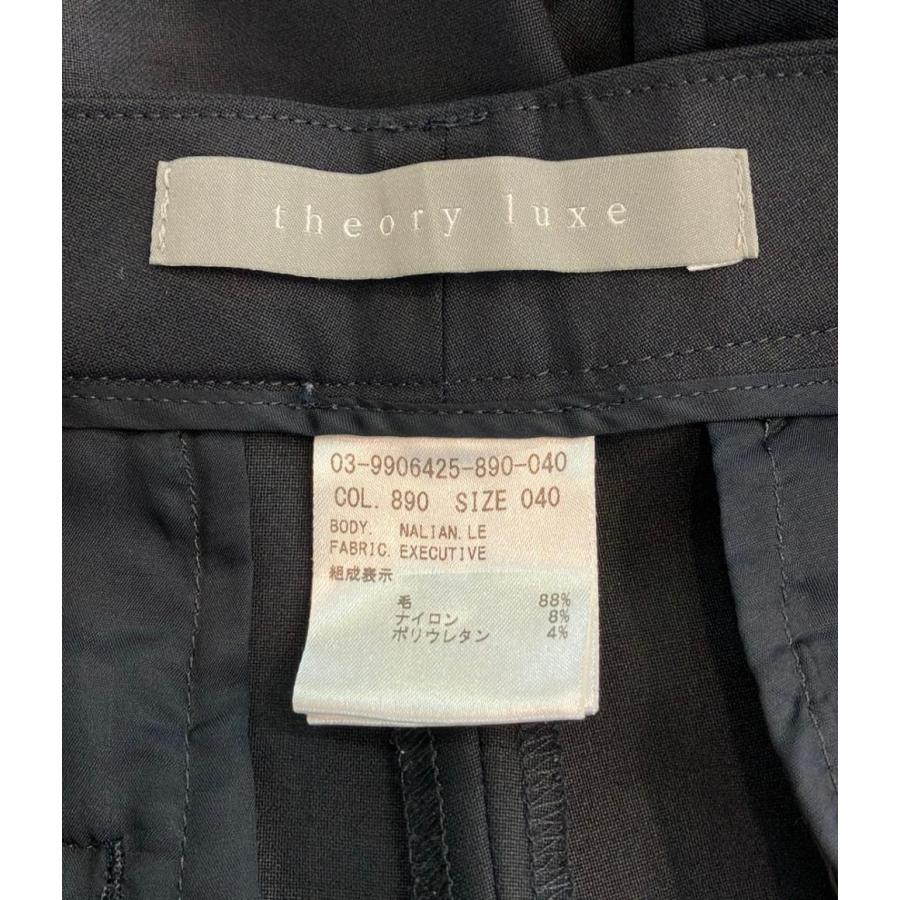 theory luxe
03-9906425-890-040
COL. 890 SIZE 040
BODY. NALIAN.LE
FABRIC. EXECUTIVE
組成表示
毛 88%
ナイロン 8%
ポリウレタン 4%